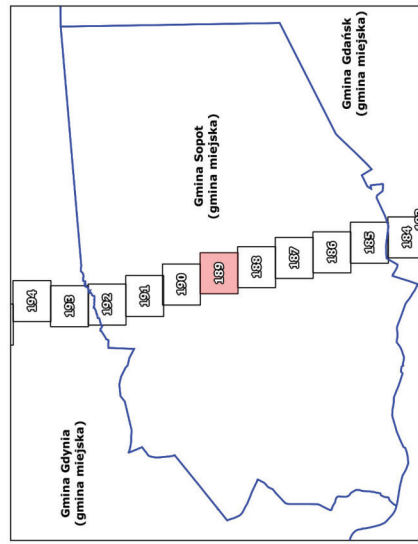 Gmina Gdynia
(gmina miejska)
Gmina Sopot
(gmina miejska)
Gmina Gdańsk
(gmina miejska)
194
193
192
191
190
189
188
187
186
185
184